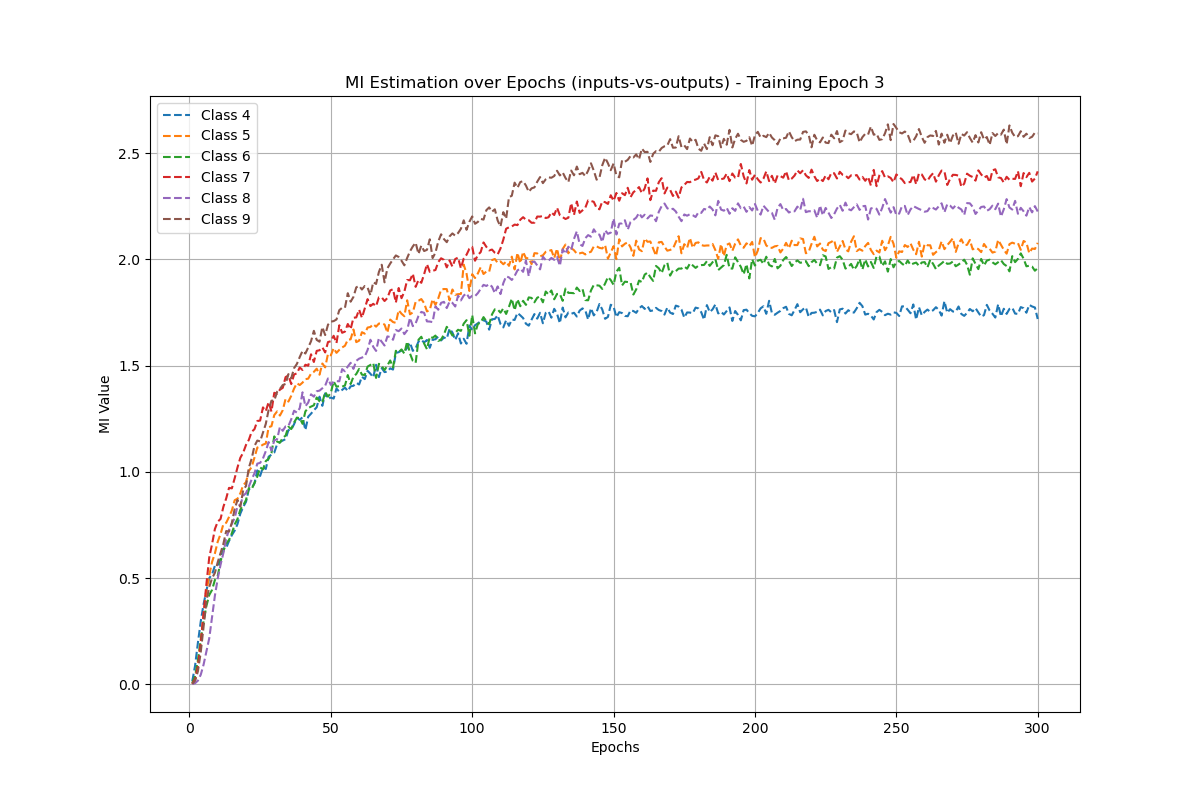 MI Estimation over Epochs (inputs-vs-outputs) - Training Epoch 3
Class 4
Class 5
Class 6
Class 7
Class 8
Class 9
MI Value
2.5
2.0
1.5
1.0
0.5
0.0
0 50 100 150 200 250 300
Epochs